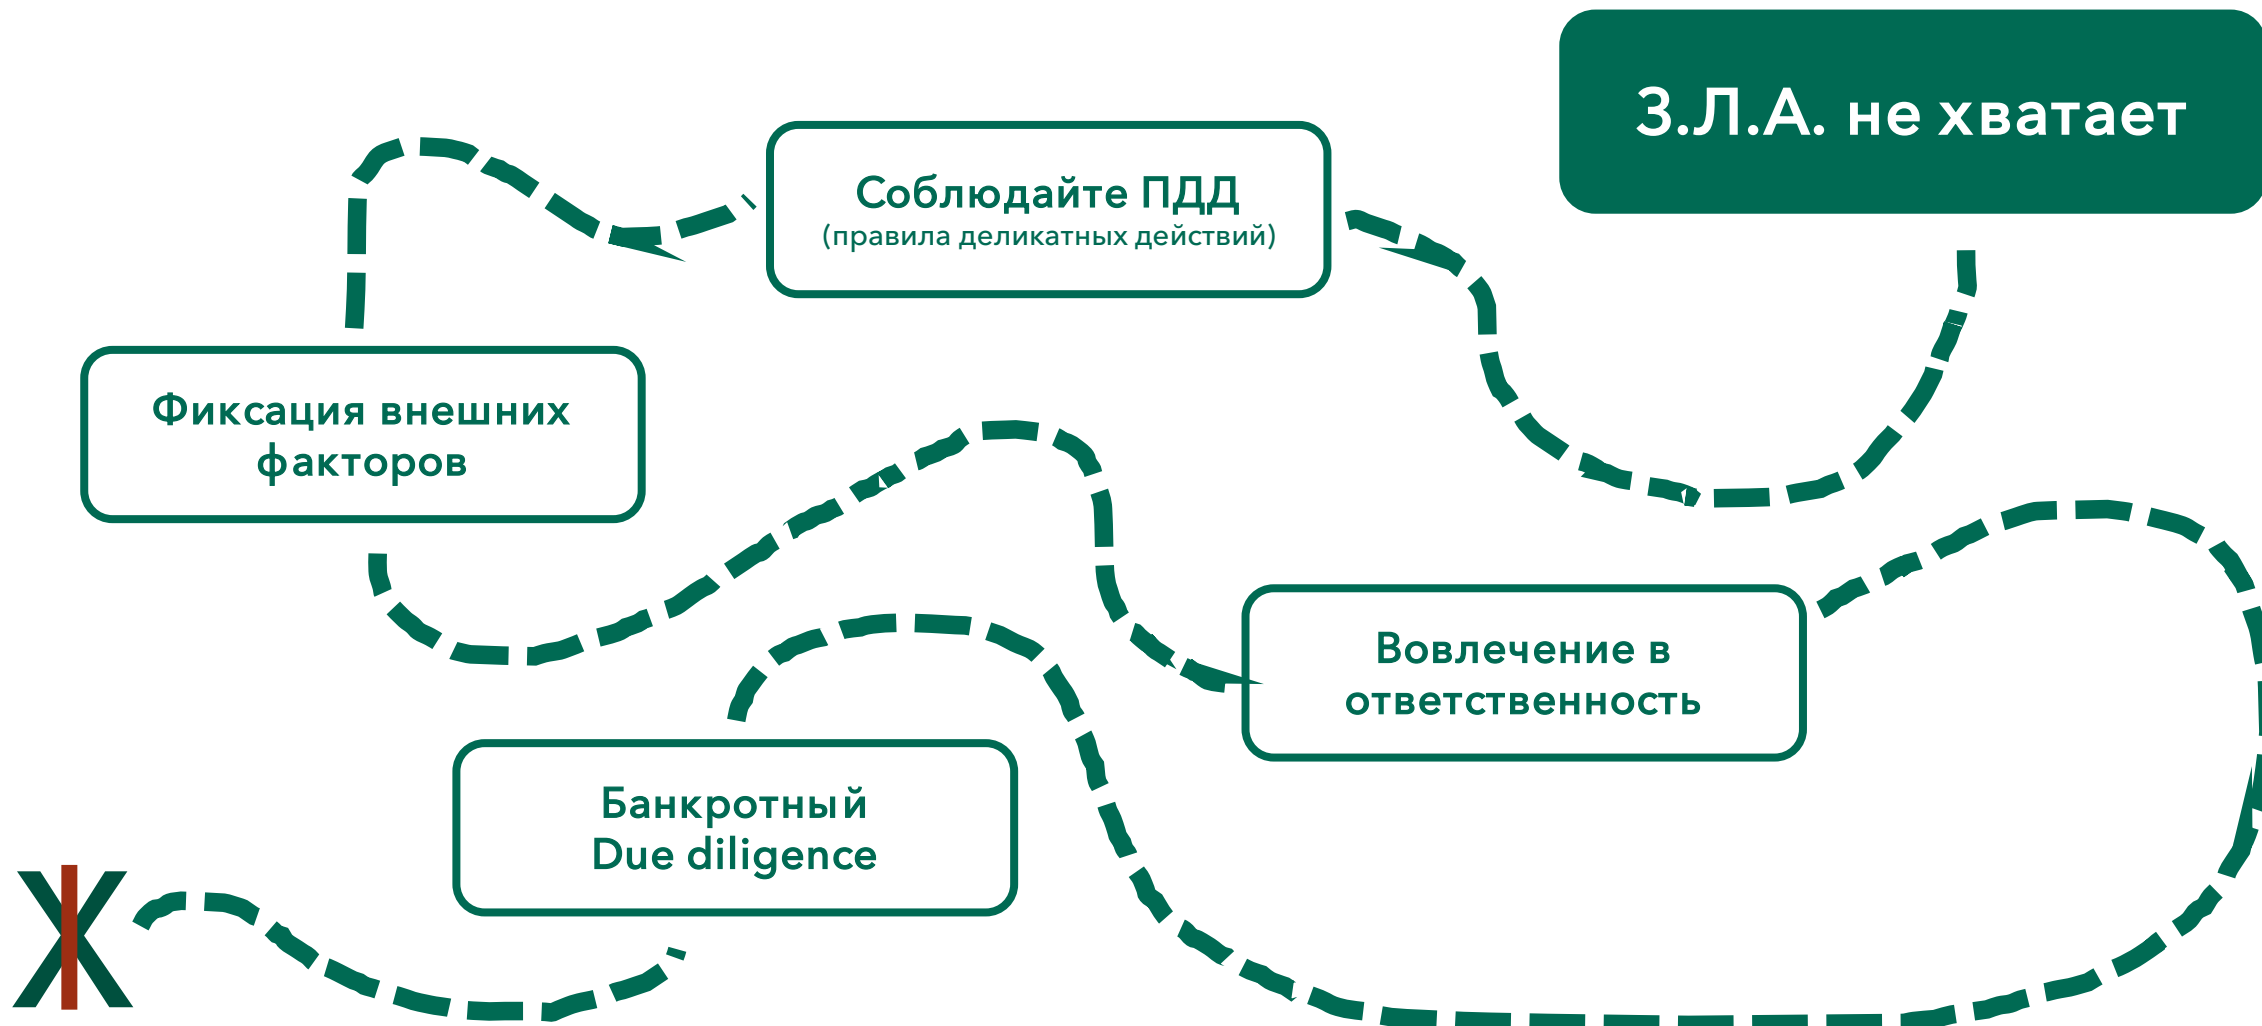 З.Л.А. не хватает
Соблюдайте ПДД
(правила деликатных действий)
Фиксация внешних
факторов
Вовлечение в
ответственность
Банкротный
Due diligence
Ж